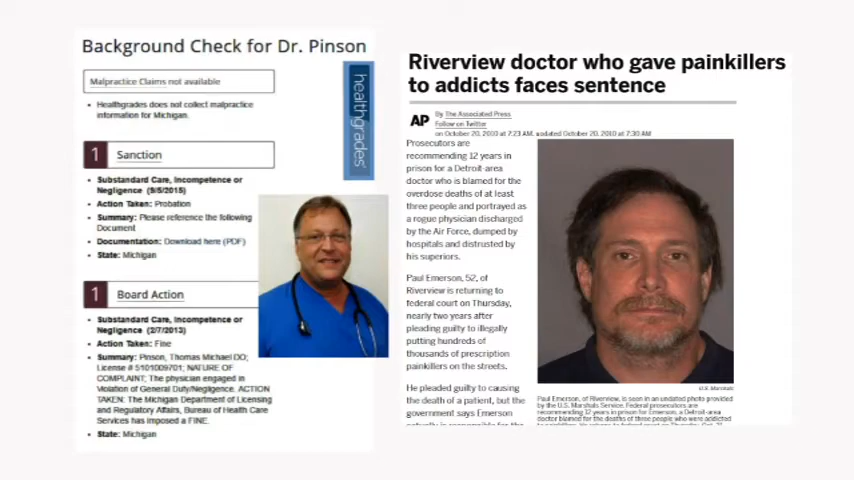 Background Check for Dr. Pinson
Malpractice Claims not available
• Healthgrades does not collect malpractice
information for Michigan.
healthgrades
1 Sanction
• Substandard Care, Incompetence or
Negligence (5/5/2015)
• Action Taken: Probation
• Summary: Please reference the following
Document
• Documentation: Download here (PDF)
• State: Michigan
1 Board Action
• Substandard Care, Incompetence or
Negligence (2/7/2013)
• Action Taken: Fine
• Summary: Pinson, Thomas Michael DO;
License # 5101009701; NATURE OF
COMPLAINT; The physician engaged in
Violation of General Duty/Negligence. ACTION
TAKEN: The Michigan Department of Licensing
and Regulatory Affairs, Bureau of Health Care
Services has imposed a FINE.
• State: Michigan
Riverview doctor who gave painkillers
to addicts faces sentence
AP
By The Associated Press
Follow on Twitter
on October 20, 2010 at 7:23 AM, updated October 20, 2010 at 7:30 AM
Prosecutors are
recommending 12 years in
prison for a Detroit-area
doctor who is blamed for the
overdose deaths of at least
three people and portrayed as
a rogue physician discharged
by the Air Force, dumped by
hospitals and distrusted by
his superiors.
Paul Emerson, 52, of
Riverview is returning to
federal court on Thursday,
nearly two years after
pleading guilty to illegally
putting hundreds of
thousands of prescription
painkillers on the streets.
He pleaded guilty to causing
the death of a patient, but the
government says Emerson
U.S. Marshals
Paul Emerson, of Riverview, is seen in an undated photo provided
by the U.S. Marshals Service. Federal prosecutors are
recommending 12 years in prison for Emerson, a Detroit-area
doctor blamed for the deaths of three people who were addicted